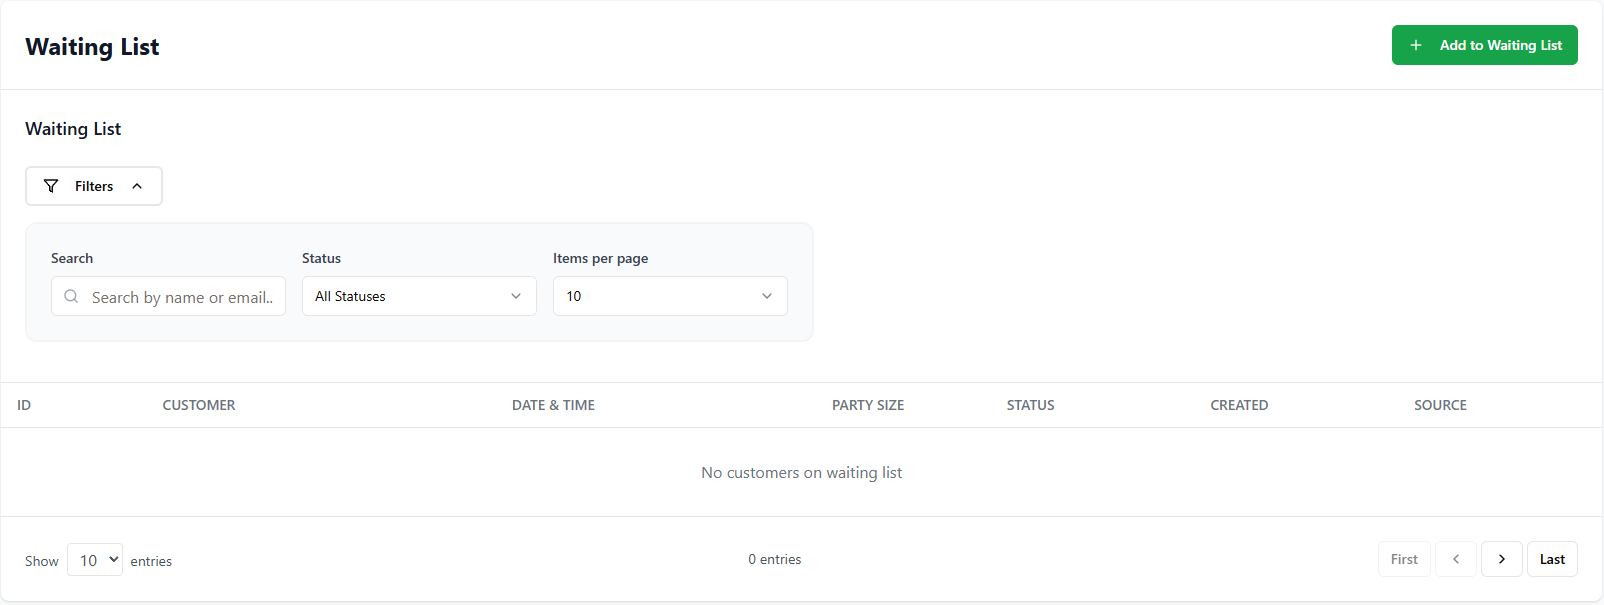 Waiting List
Add to Waiting List
Waiting List
Filters
Search Status Items per page
Search by name or email.. All Statuses 10
ID CUSTOMER DATE & TIME PARTY SIZE STATUS CREATED SOURCE
No customers on waiting list
Show 10 entries 0 entries First Last